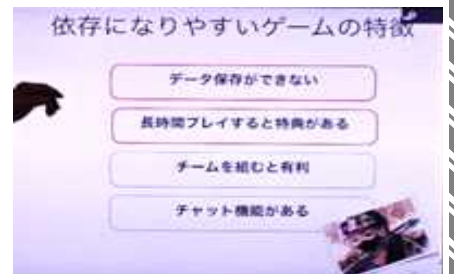 依存になりやすいゲームの特徴
データ保存ができない
長時間プレイすると特典がある
チームを組むと有利
チャット機能がある